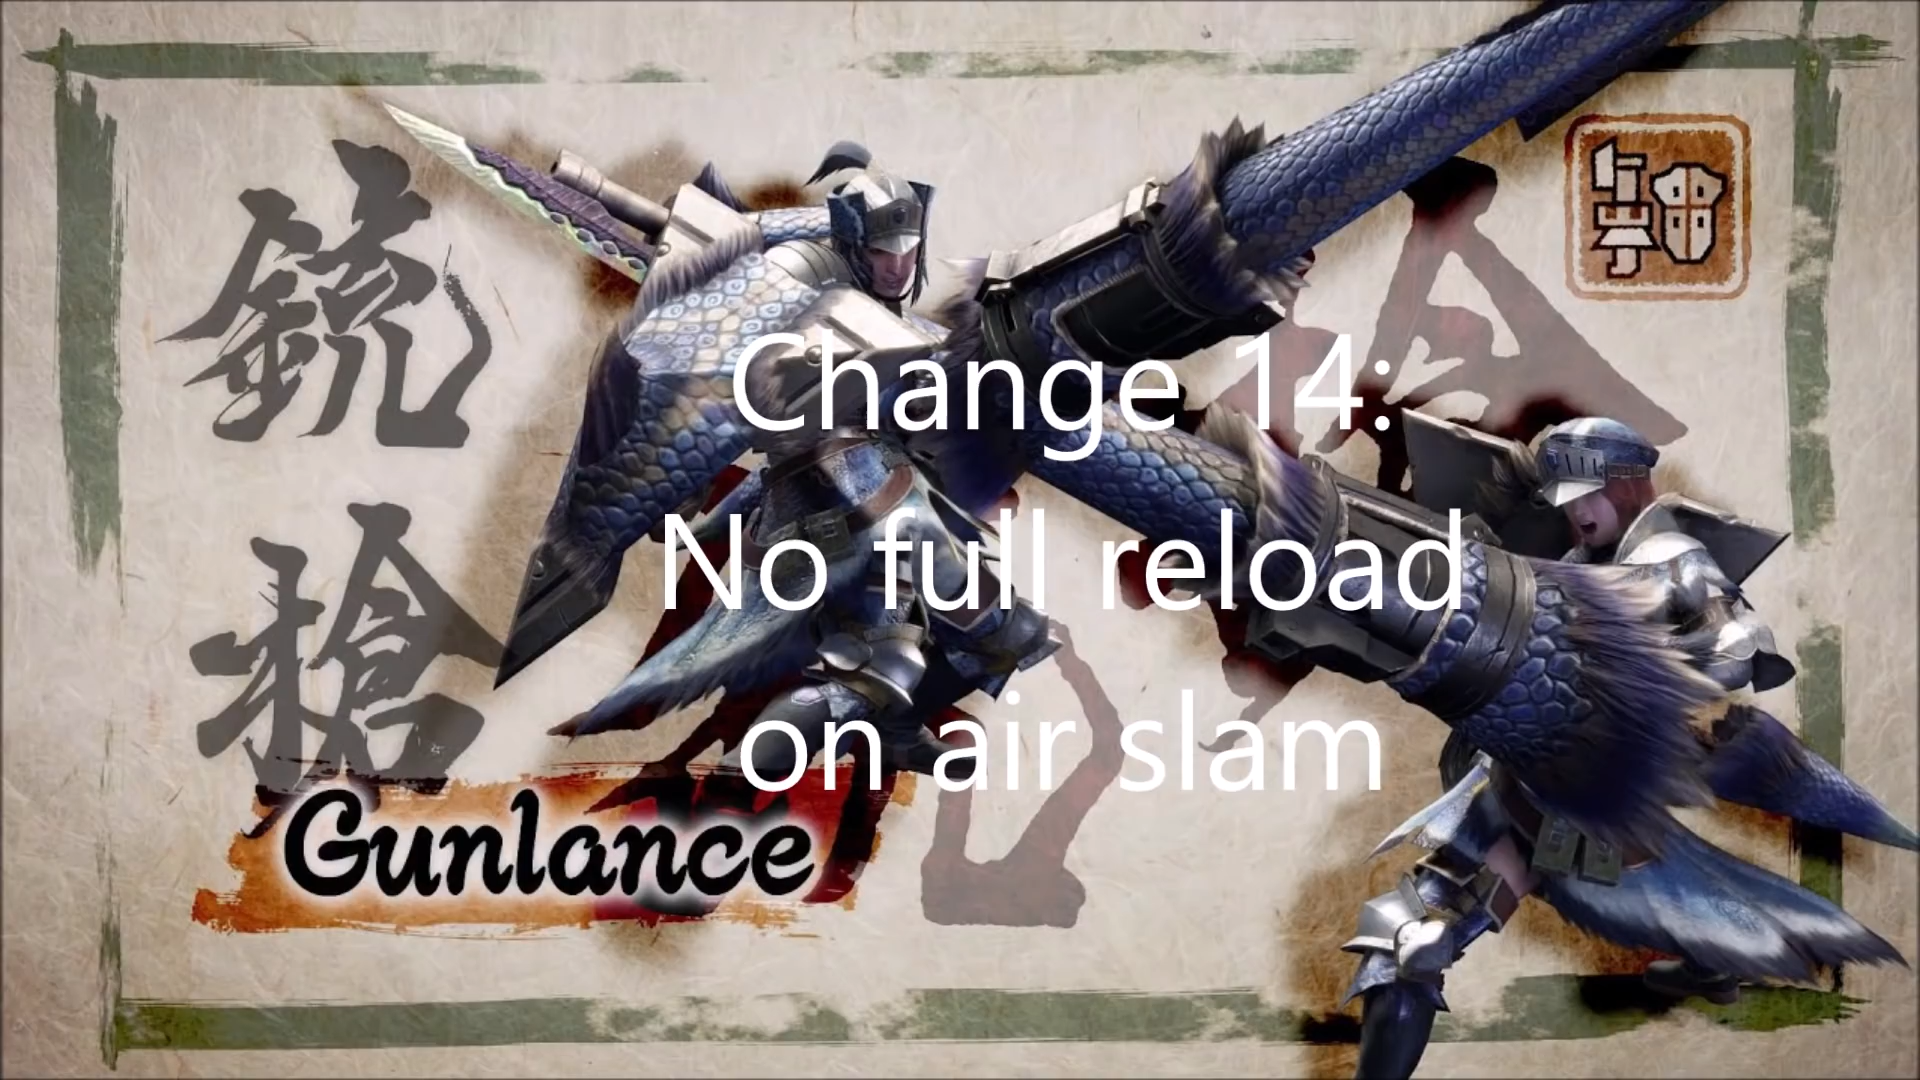 銃槍
Change 14:
No full reload
on air slam
Gunlance